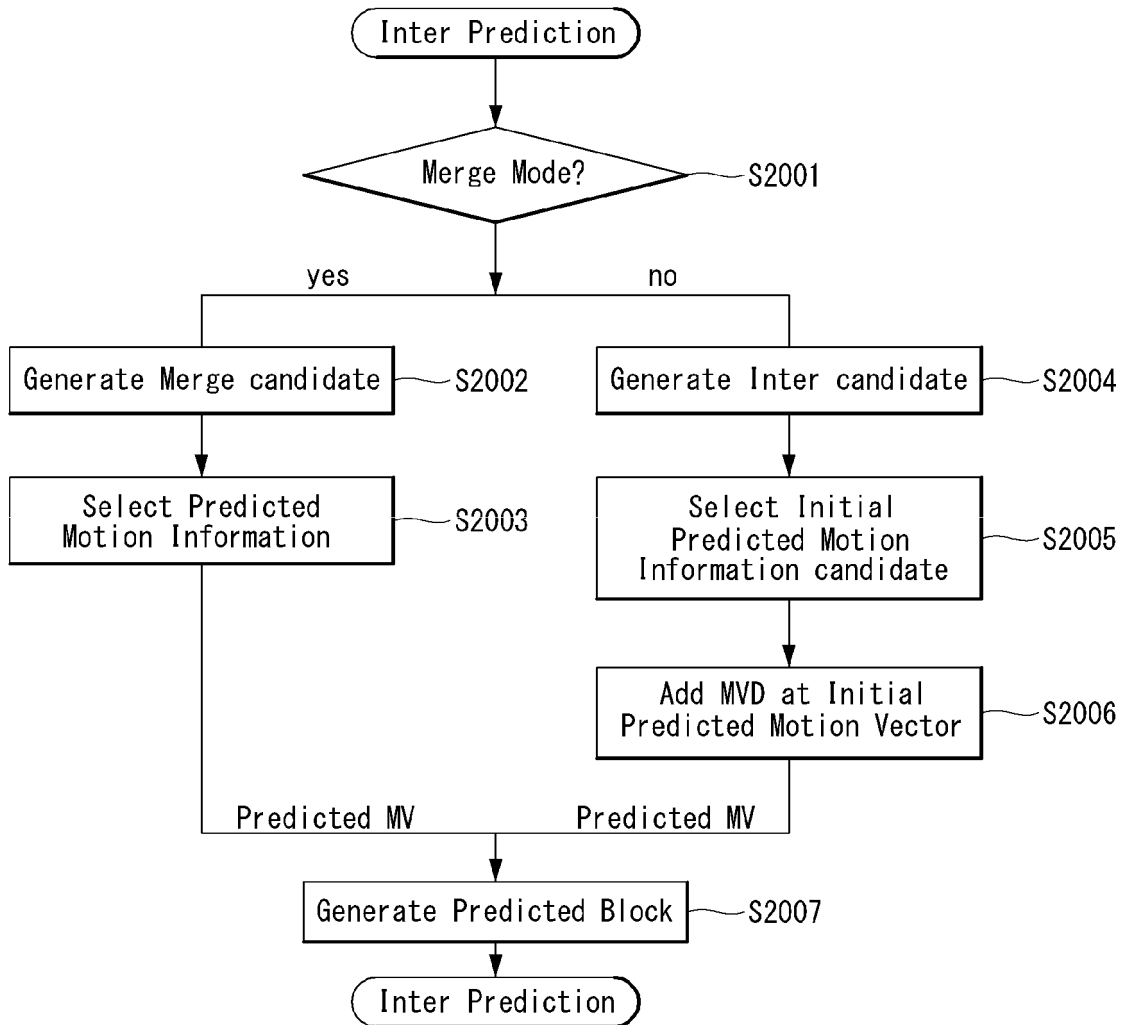 Inter Prediction
Merge Mode?
S2001
yes
no
Generate Merge candidate
S2002
Generate Inter candidate
S2004
Select Predicted
Motion Information
S2003
Select Initial
Predicted Motion
Information candidate
S2005
Add MVD at Initial
Predicted Motion Vector
S2006
Predicted MV
Predicted MV
Generate Predicted Block
S2007
Inter Prediction